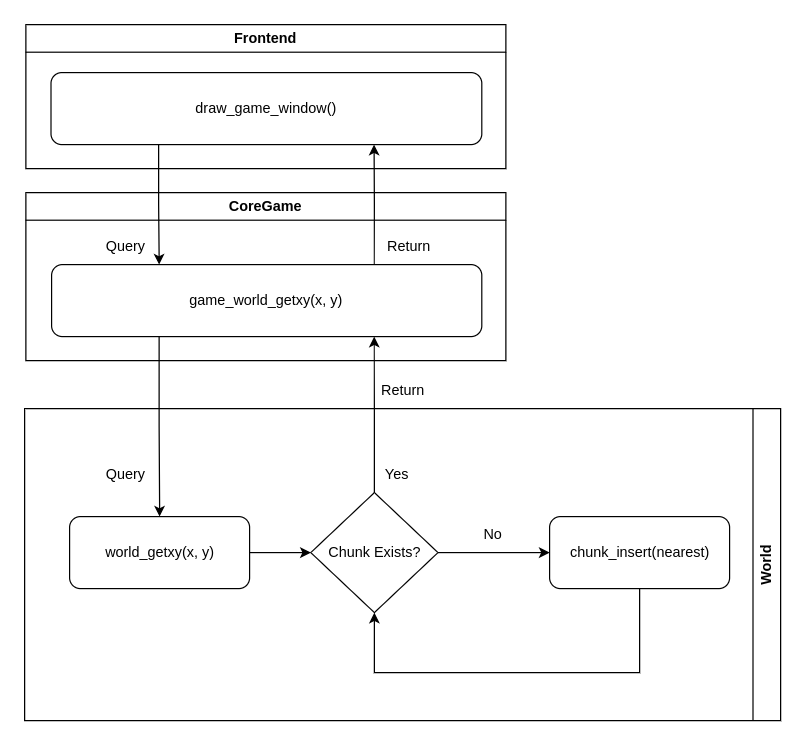 Frontend
draw_game_window()
CoreGame
Query
Return
game_world_getxy(x, y)
Return
Query
Yes
No
world_getxy(x, y)
Chunk Exists?
chunk_insert(nearest)
World